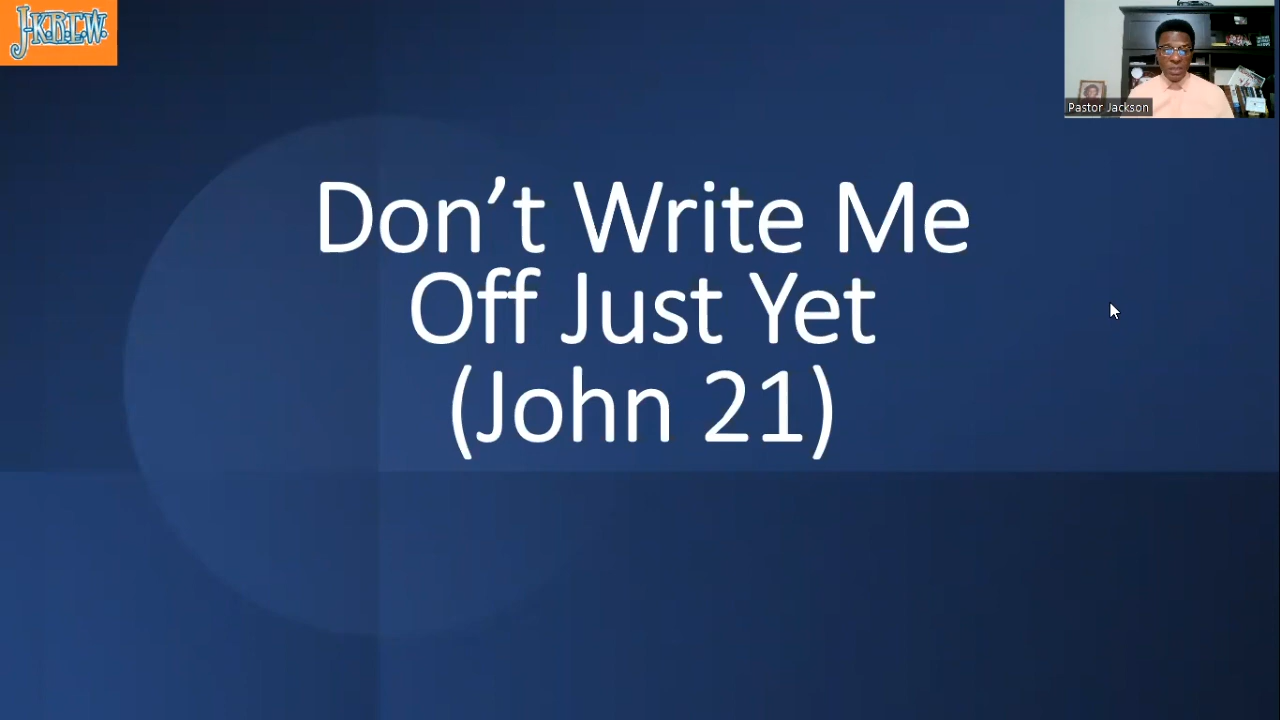 J-KREW
Pastor Jackson
Don’t Write Me
Off Just Yet
(John 21)